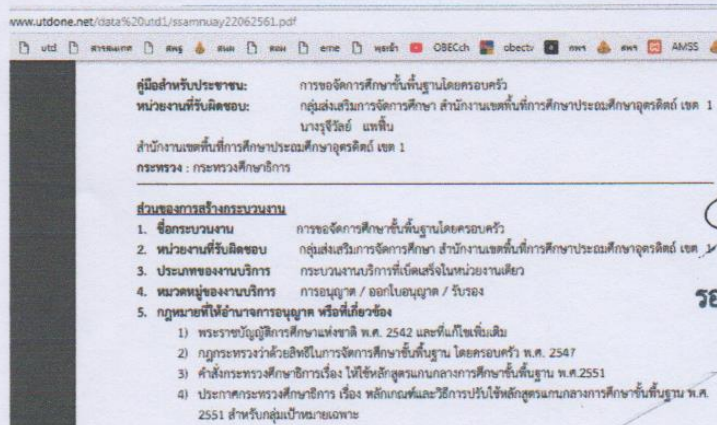 www.utdone.net/data%20utd1/ssamnuay22062561.pdf
utd สารสนเทศ สพฐ eme OBECch obectv AMSS
คู่มือสำหรับประชาชน: การขอจัดการศึกษาขั้นพื้นฐานโดยครอบครัว
หน่วยงานที่รับผิดชอบ: กลุ่มส่งเสริมการจัดการศึกษา สำนักงานเขตพื้นที่การศึกษาประถมศึกษาอุตรดิตถ์ เขต 1
นางรุจีวัลย์ แพฟื้น
สำนักงานเขตพื้นที่การศึกษาประถมศึกษาอุตรดิตถ์ เขต 1
กระทรวง : กระทรวงศึกษาธิการ
ส่วนของการสร้างกระบวนงาน
1. ชื่อกระบวนงาน การขอจัดการศึกษาขั้นพื้นฐานโดยครอบครัว
2. หน่วยงานที่รับผิดชอบ กลุ่มส่งเสริมการจัดการศึกษา สำนักงานเขตพื้นที่การศึกษาประถมศึกษาอุตรดิตถ์ เขต
3. ประเภทของงานบริการ กระบวนงานบริการที่เบ็ดเสร็จในหน่วยงานเดียว
4. หมวดหมู่ของงานบริการ การอนุญาต / ออกใบอนุญาต / รับรอง
รอ
5. กฎหมายที่ให้อำนาจการอนุญาต หรือที่เกี่ยวข้อง
1) พระราชบัญญัติการศึกษาแห่งชาติ พ.ศ. 2542 และที่แก้ไขเพิ่มเติม
2) กฎกระทรวงว่าด้วยสิทธิในการจัดการศึกษาขั้นพื้นฐาน โดยครอบครัว พ.ศ. 2547
3) คำสั่งกระทรวงศึกษาธิการเรื่อง ให้ใช้หลักสูตรแกนกลางการศึกษาขั้นพื้นฐาน พ.ศ.2551
4) ประกาศกระทรวงศึกษาธิการ เรื่อง หลักเกณฑ์และวิธีการปรับใช้หลักสูตรแกนกลางการศึกษาขั้นพื้นฐาน พ.ศ.
2551 สำหรับกลุ่มเป้าหมายเฉพาะ